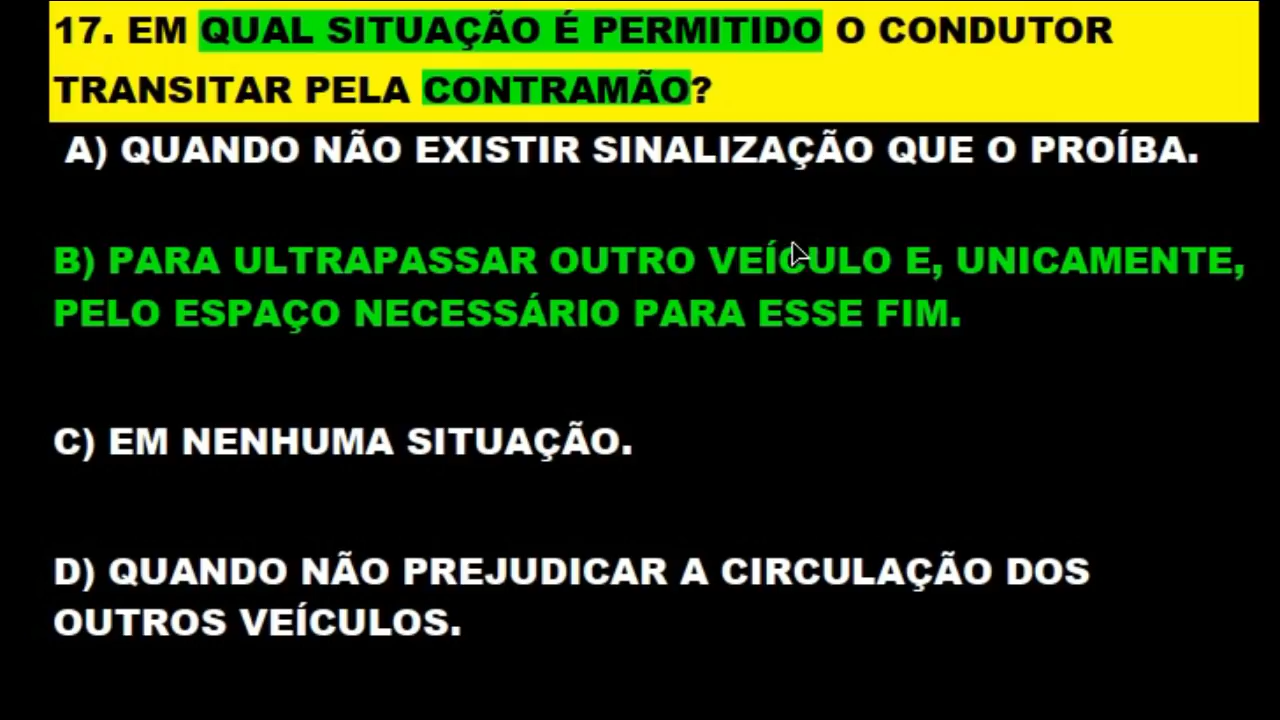 17. EM QUAL SITUAÇÃO É PERMITIDO O CONDUTOR
TRANSITAR PELA CONTRAMÃO?
A) QUANDO NÃO EXISTIR SINALIZAÇÃO QUE O PROÍBA.
B) PARA ULTRAPASSAR OUTRO VEÍCULO E, UNICAMENTE,
PELO ESPAÇO NECESSÁRIO PARA ESSE FIM.
C) EM NENHUMA SITUAÇÃO.
D) QUANDO NÃO PREJUDICAR A CIRCULAÇÃO DOS
OUTROS VEÍCULOS.